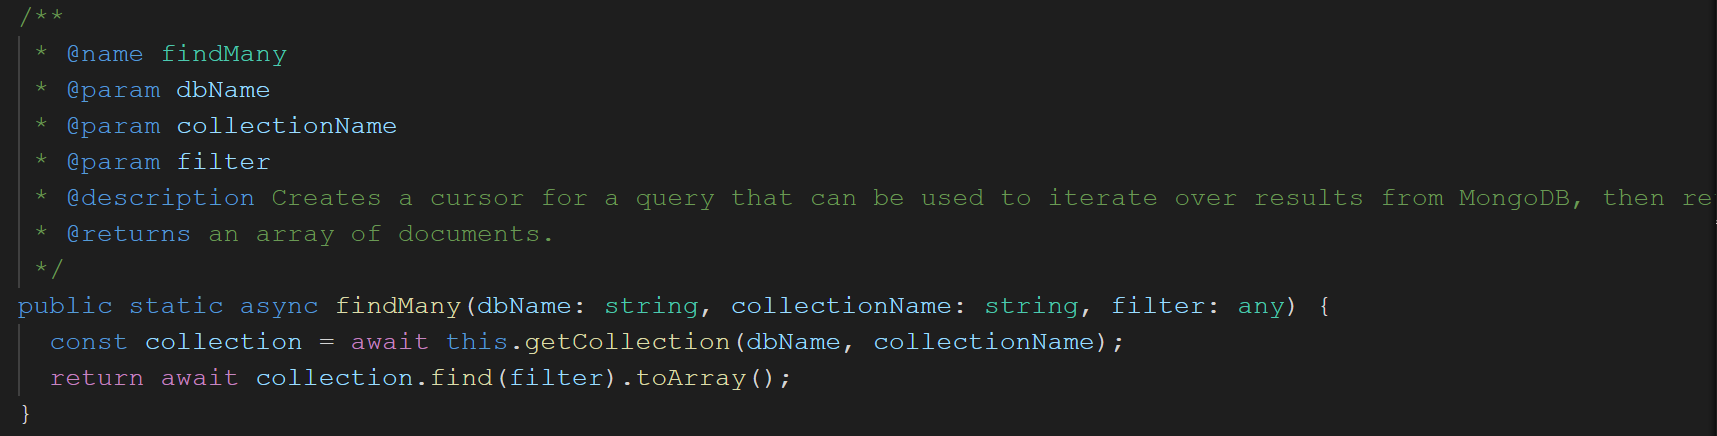 /**
* @name findMany
* @param dbName
* @param collectionName
* @param filter
* @description Creates a cursor for a query that can be used to iterate over results from MongoDB, then
* @returns an array of documents.
*/
public static async findMany(dbName: string, collectionName: string, filter: any) {
const collection = await this.getCollection(dbName, collectionName);
return await collection.find(filter).toArray();
}